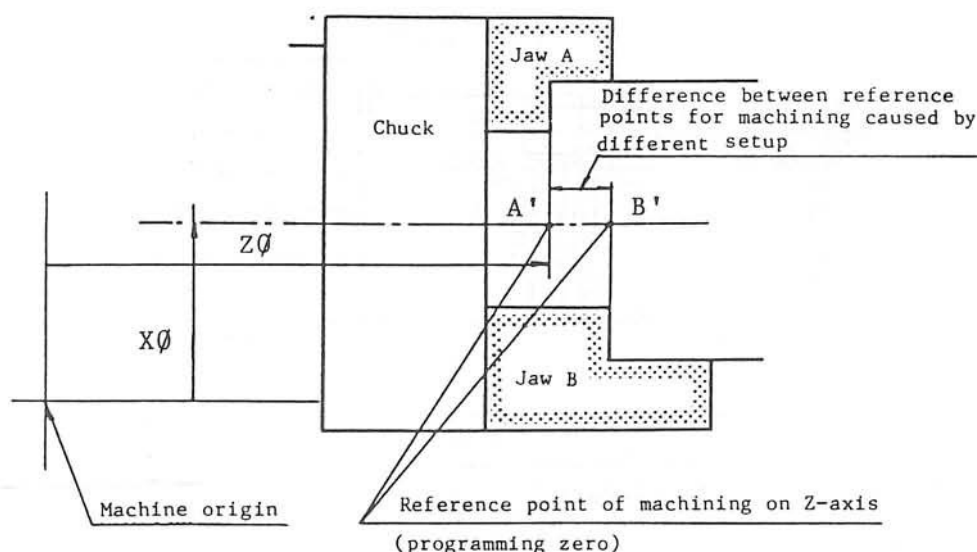 Jaw A
Difference between reference
points for machining caused by
different setup
Chuck
A'
B'
ZØ
XØ
Jaw B
Machine origin
Reference point of machining on Z-axis
(programming zero)